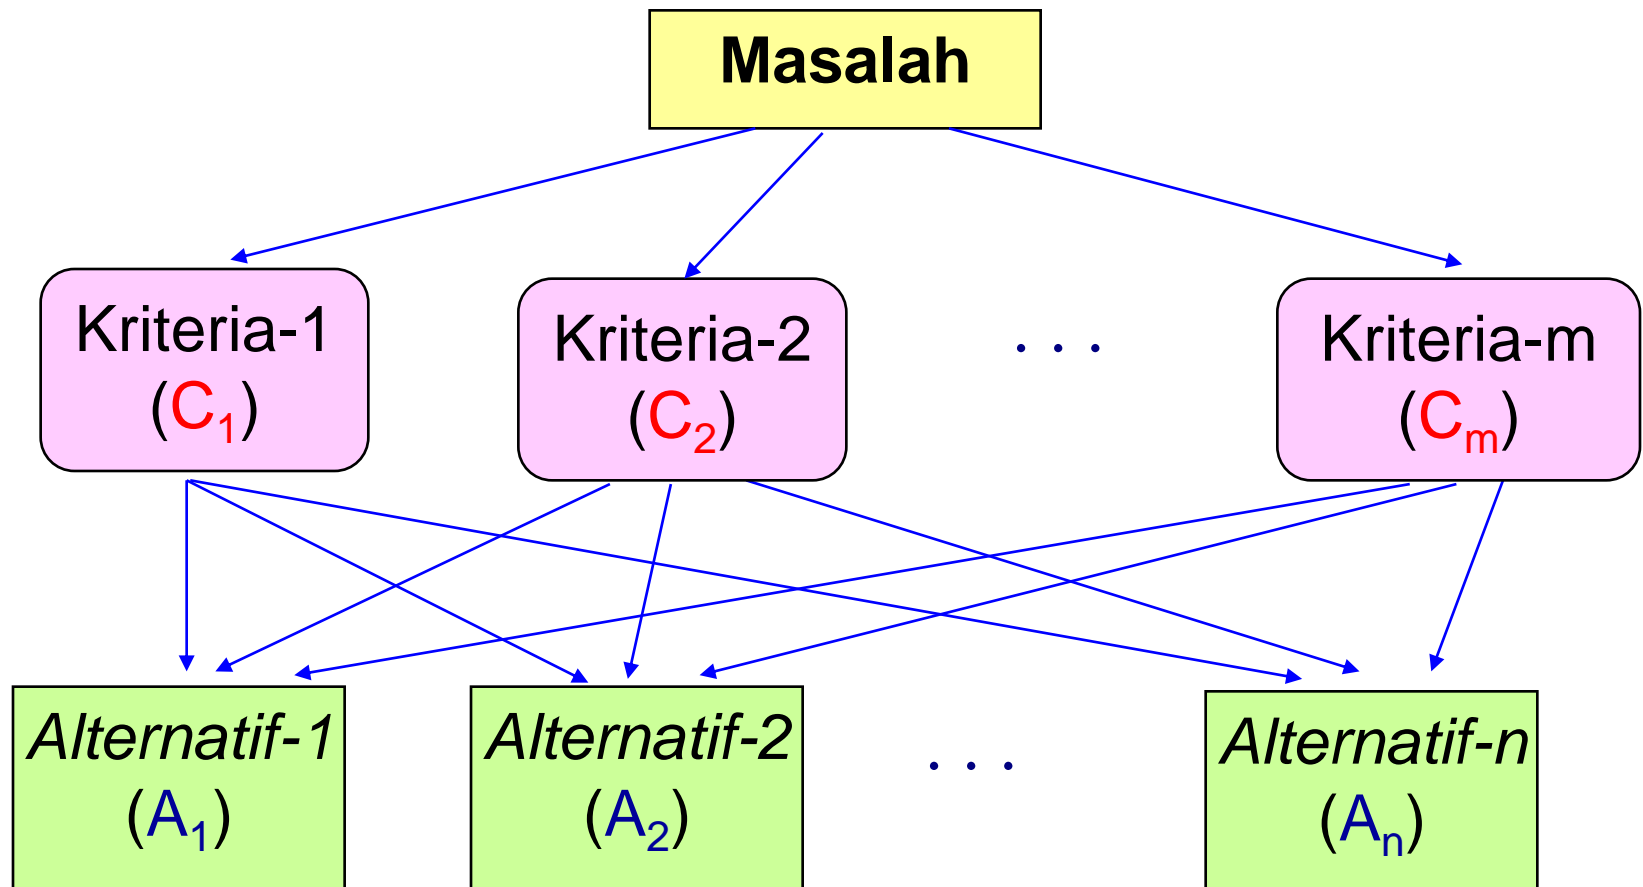 Masalah
Kriteria-1
(C₁)
Kriteria-2
(C₂)
. . .
Kriteria-m
(Cₘ)
Alternatif-1
(A₁)
Alternatif-2
(A₂)
. . .
Alternatif-n
(Aₙ)